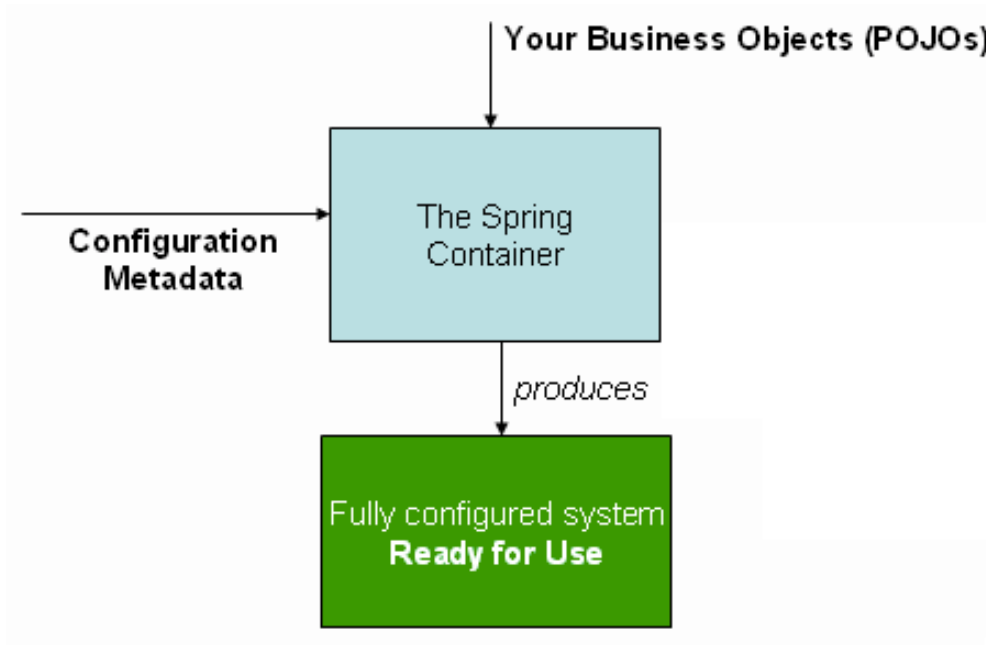 Your Business Objects (POJOs)
The Spring
Container
Configuration
Metadata
produces
Fully configured system
Ready for Use